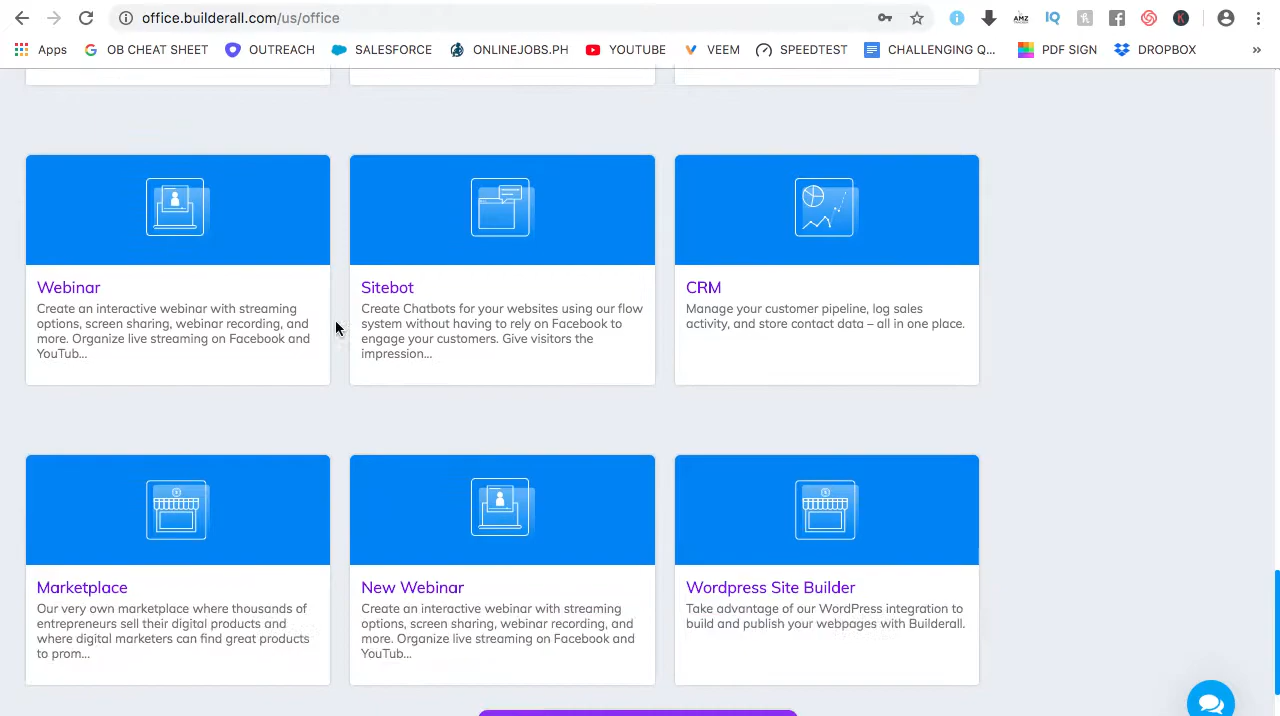 office.builderall.com/us/office
AMZ
IQ
K
Apps
OB CHEAT SHEET
OUTREACH
SALESFORCE
ONLINEJOBS.PH
YOUTUBE
VEEM
SPEEDTEST
CHALLENGING Q...
PDF SIGN
DROPBOX
»
Webinar
Create an interactive webinar with streaming
options, screen sharing, webinar recording, and
more. Organize live streaming on Facebook and
YouTub...
Sitebot
Create Chatbots for your websites using our flow
system without having to rely on Facebook to
engage your customers. Give visitors the
impression...
CRM
Manage your customer pipeline, log sales
activity, and store contact data – all in one place.
Marketplace
Our very own marketplace where thousands of
entrepreneurs sell their digital products and
where digital marketers can find great products
to prom...
New Webinar
Create an interactive webinar with streaming
options, screen sharing, webinar recording, and
more. Organize live streaming on Facebook and
YouTub...
Wordpress Site Builder
Take advantage of our WordPress integration to
build and publish your webpages with Builderall.